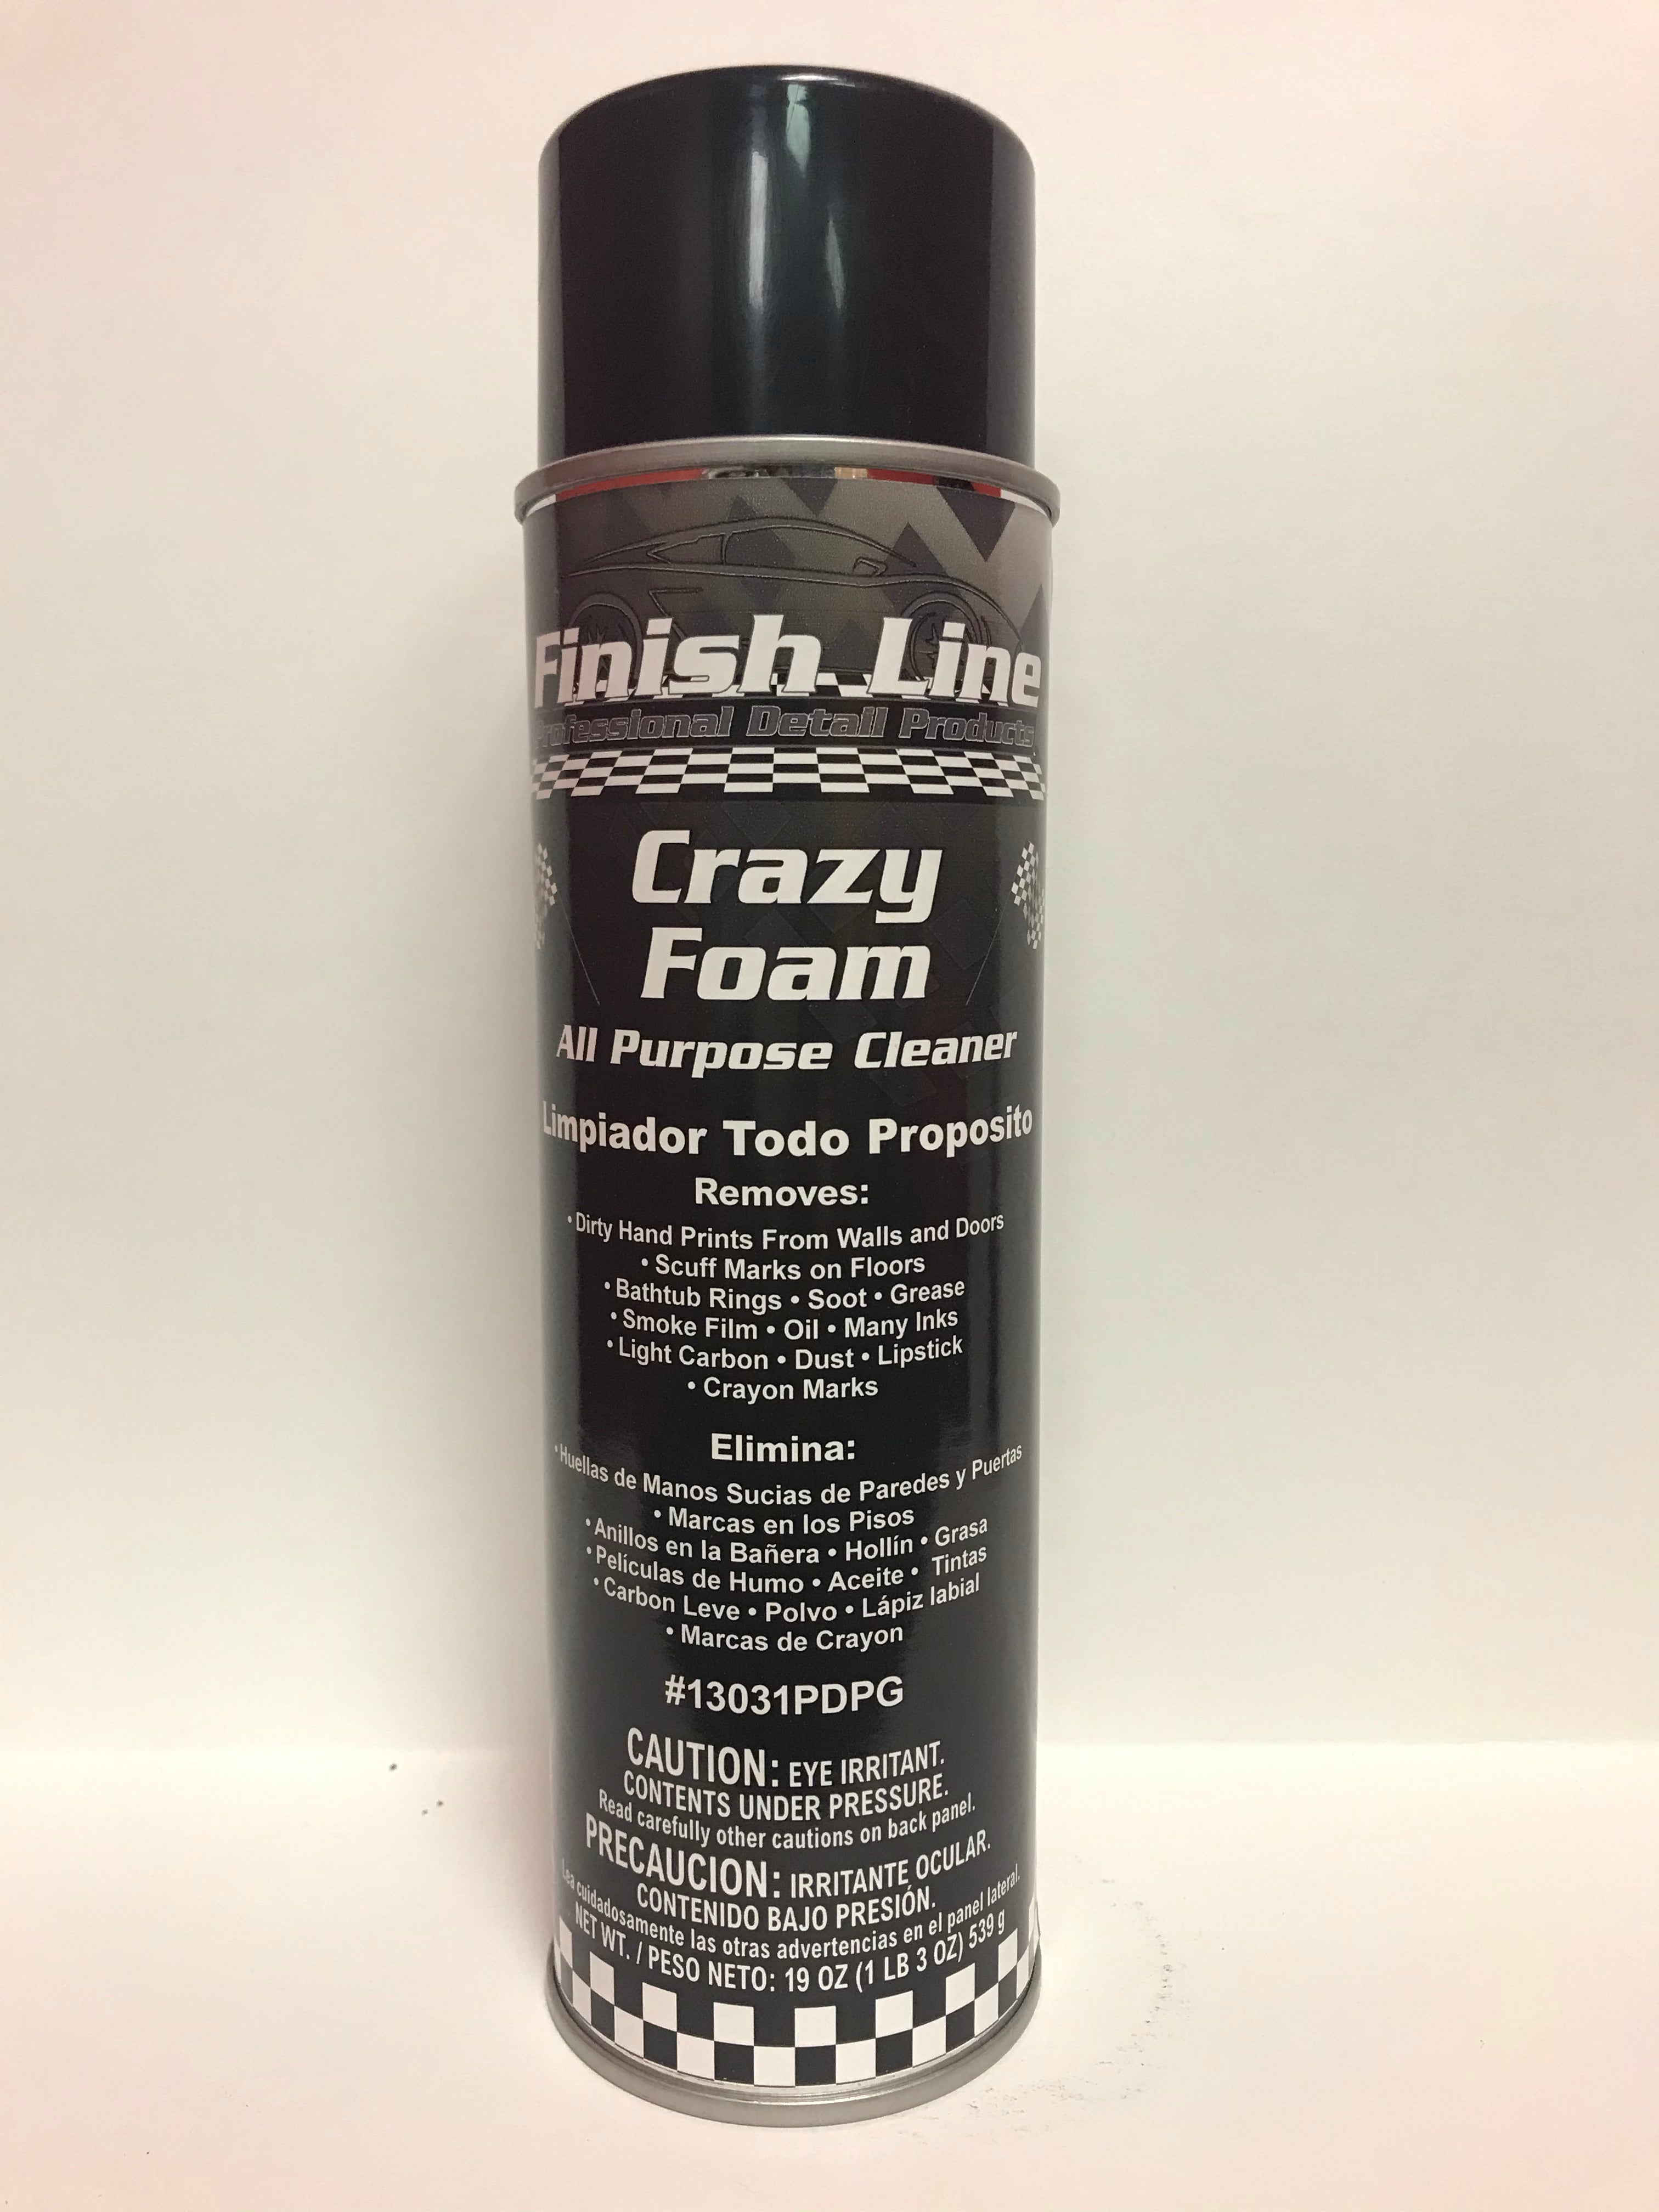 Finish Line
Professional Detail Products
Crazy
Foam
All Purpose Cleaner
Limpiador Todo Proposito
Removes:
• Dirty Hand Prints From Walls and Doors
• Scuff Marks on Floors
• Bathtub Rings • Soot • Grease
• Smoke Film • Oil • Many Inks
• Light Carbon • Dust • Lipstick
• Crayon Marks
Elimina:
• Huellas de Manos Sucias de Paredes y Puertas
• Marcas en los Pisos
• Anillos en la Bañera • Hollín • Grasa
• Películas de Humo • Aceite • Tintas
• Carbon Leve • Polvo • Lápiz labial
• Marcas de Crayon
#13031PDPG
CAUTION: EYE IRRITANT.
CONTENTS UNDER PRESSURE.
Read carefully other cautions on back panel.
PRECAUCION: IRRITANTE OCULAR.
CONTENIDO BAJO PRESIÓN.
Lea cuidadosamente las otras advertencias en el panel lateral.
NET WT. / PESO NETO: 19 OZ (1 LB 3 OZ) 539 g